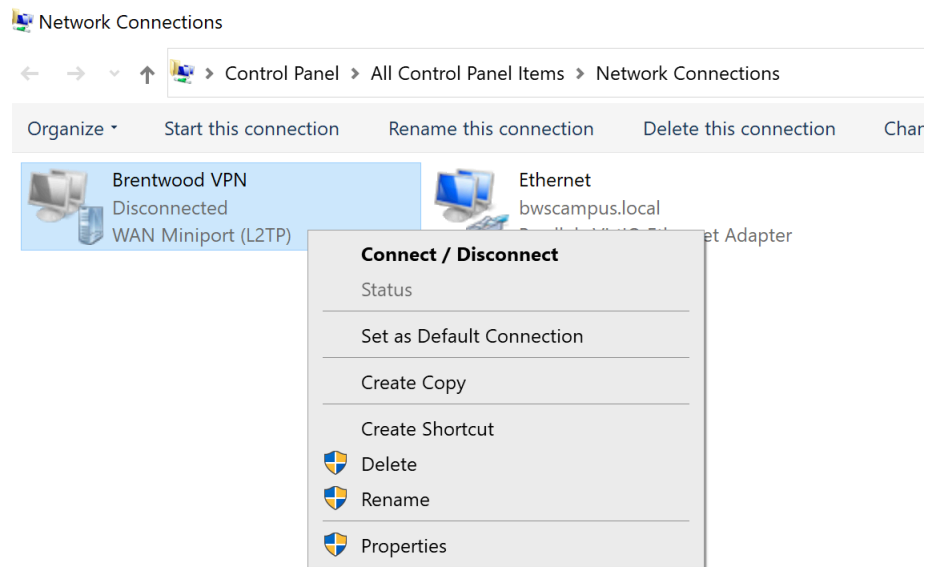 Network Connections
Control Panel > All Control Panel Items > Network Connections
Organize Start this connection Rename this connection Delete this connection
Brentwood VPN
Disconnected
WAN Miniport (L2TP)
Ethernet
bwscampus.local
Adapter
Connect / Disconnect
Status
Set as Default Connection
Create Copy
Create Shortcut
Delete
Rename
Properties